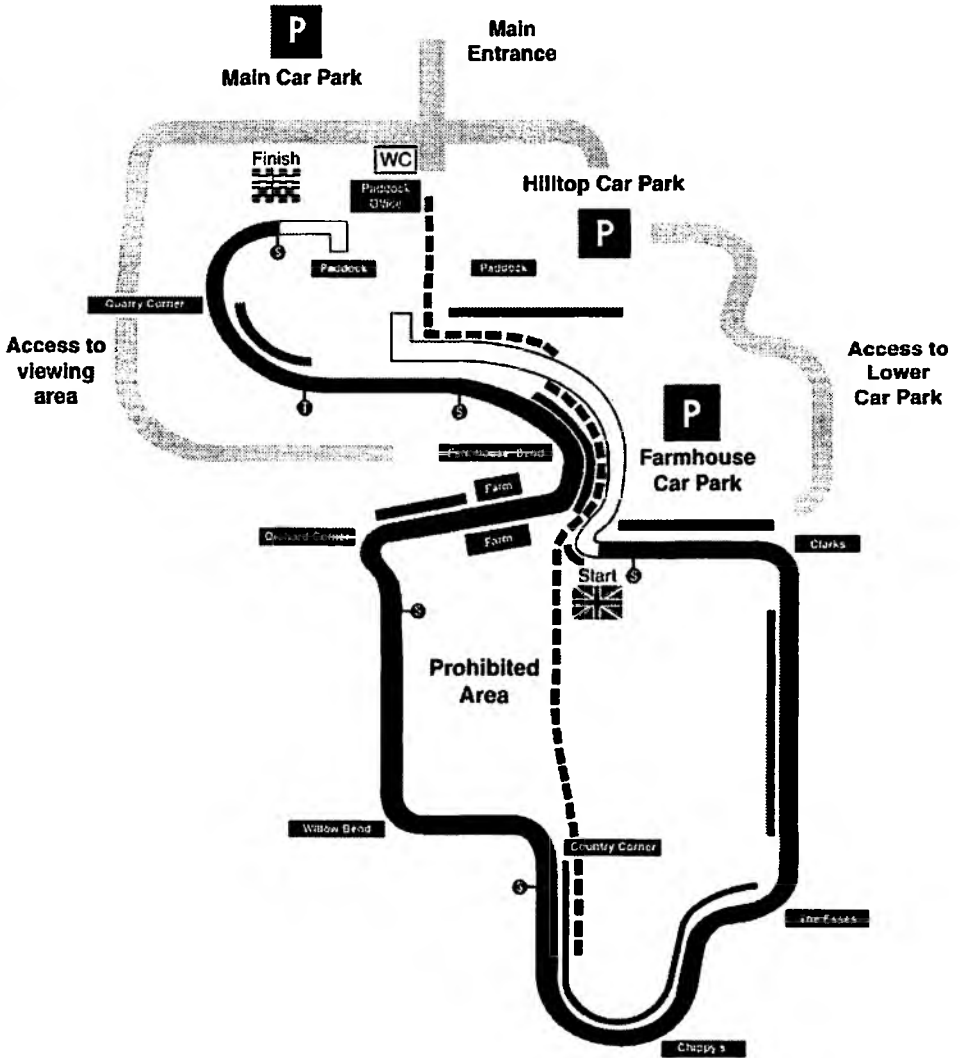 P
Main Car Park
Main
Entrance
Finish
WC
Paddock
Office
Hilltop Car Park
P
S
Paddock
Paddock
Quarry Corner
Access to
viewing
area
Access to
Lower
Car Park
T
S
P
Farmhouse
Car Park
Farmhouse Bend
Farm
Farm
Orchard Corner
Clarks
Start
S
S
Prohibited
Area
Willow Bend
Country Corner
S
The Esses
Chippy's